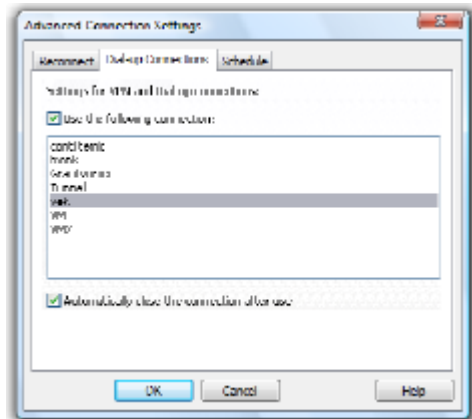 Advanced Connection Settings
Reconnect Dial-up Connections Schedule
Settings for VPN and Dial-up connections:
Use the following connection:
Tunnel
Automatically close the connection after use
OK Cancel Help